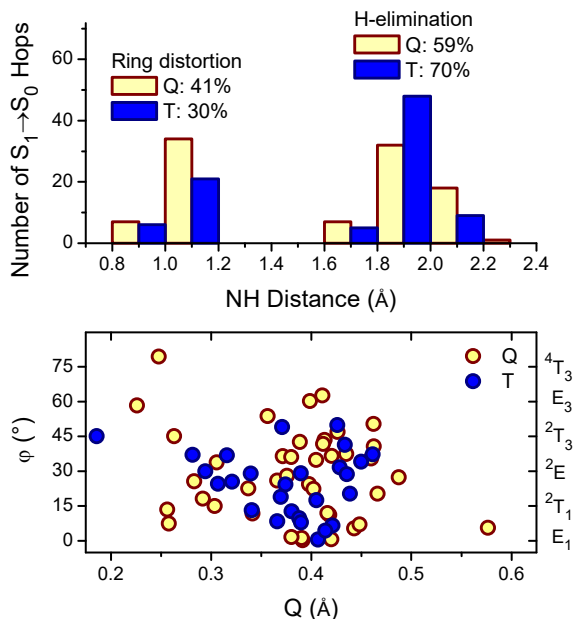 H-elimination
Q: 59%
T: 70%
Ring distortion
Q: 41%
T: 30%
Number of S₁→S₀ Hops
60
40
20
0
0.8 1.0 1.2 1.4 1.6 1.8 2.0 2.2 2.4
NH Distance (Å)
Q
T
φ (°)
75
60
45
30
15
0
⁴T₃
E₃
²T₃
²E
²T₁
E₁
0.2 0.3 0.4 0.5 0.6
Q (Å)